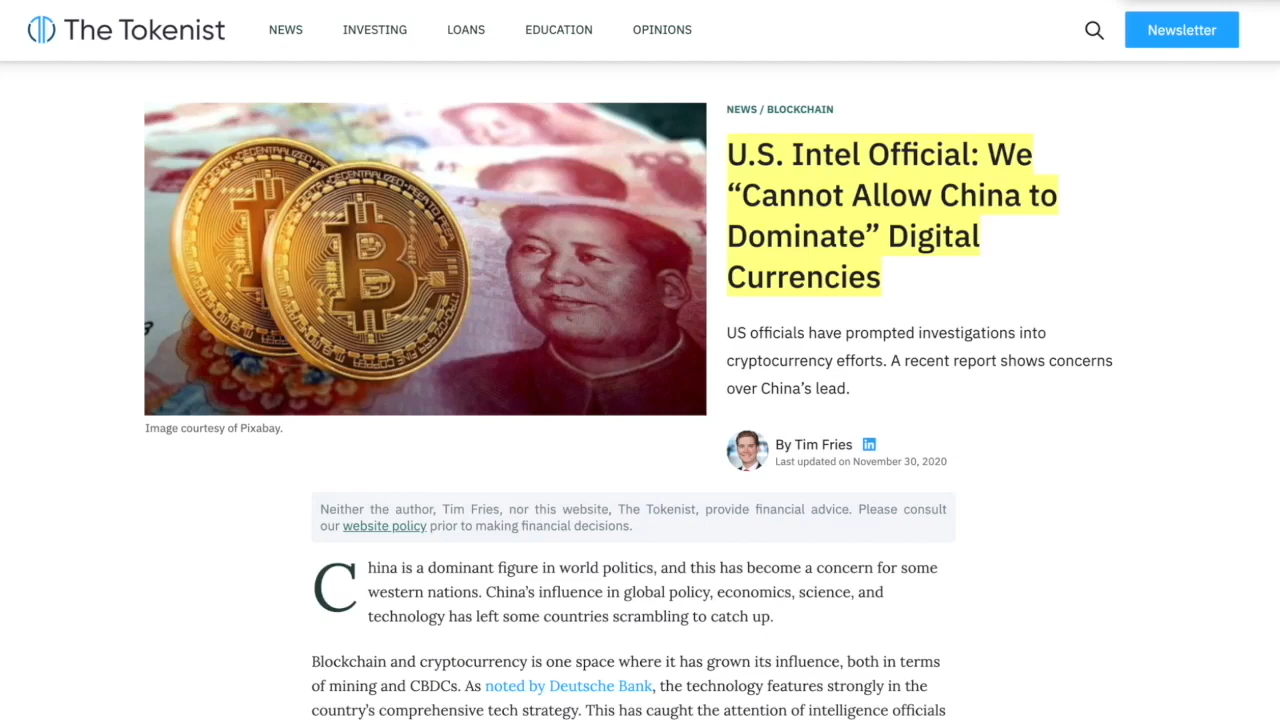 The Tokenist
NEWS
INVESTING
LOANS
EDUCATION
OPINIONS
Newsletter
NEWS / BLOCKCHAIN
U.S. Intel Official: We
“Cannot Allow China to
Dominate” Digital
Currencies
US officials have prompted investigations into
cryptocurrency efforts. A recent report shows concerns
over China’s lead.
Image courtesy of Pixabay.
By Tim Fries in
Last updated on November 30, 2020
Neither the author, Tim Fries, nor this website, The Tokenist, provide financial advice. Please consult
our website policy prior to making financial decisions.
China is a dominant figure in world politics, and this has become a concern for some
western nations. China’s influence in global policy, economics, science, and
technology has left some countries scrambling to catch up.
Blockchain and cryptocurrency is one space where it has grown its influence, both in terms
of mining and CBDCs. As noted by Deutsche Bank, the technology features strongly in the
country’s comprehensive tech strategy. This has caught the attention of intelligence officials